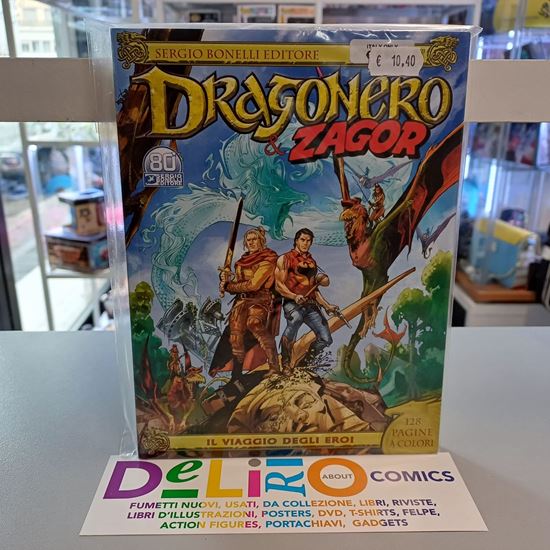 SERGIO BONELLI EDITORE
€ 10,40
DRAGONERO
& ZAGOR
80
SERGIO
BONELLI
EDITORE
IL VIAGGIO DEGLI EROI
128
PAGINE
A COLORI
DELIRIO ABOUT COMICS
FUMETTI NUOVI, USATI, DA COLLEZIONE, LIBRI, RIVISTE,
LIBRI D'ILLUSTRAZIONI, POSTERS, DVD, T-SHIRTS, FELPE,
ACTION FIGURES, PORTACHIAVI, GADGETS